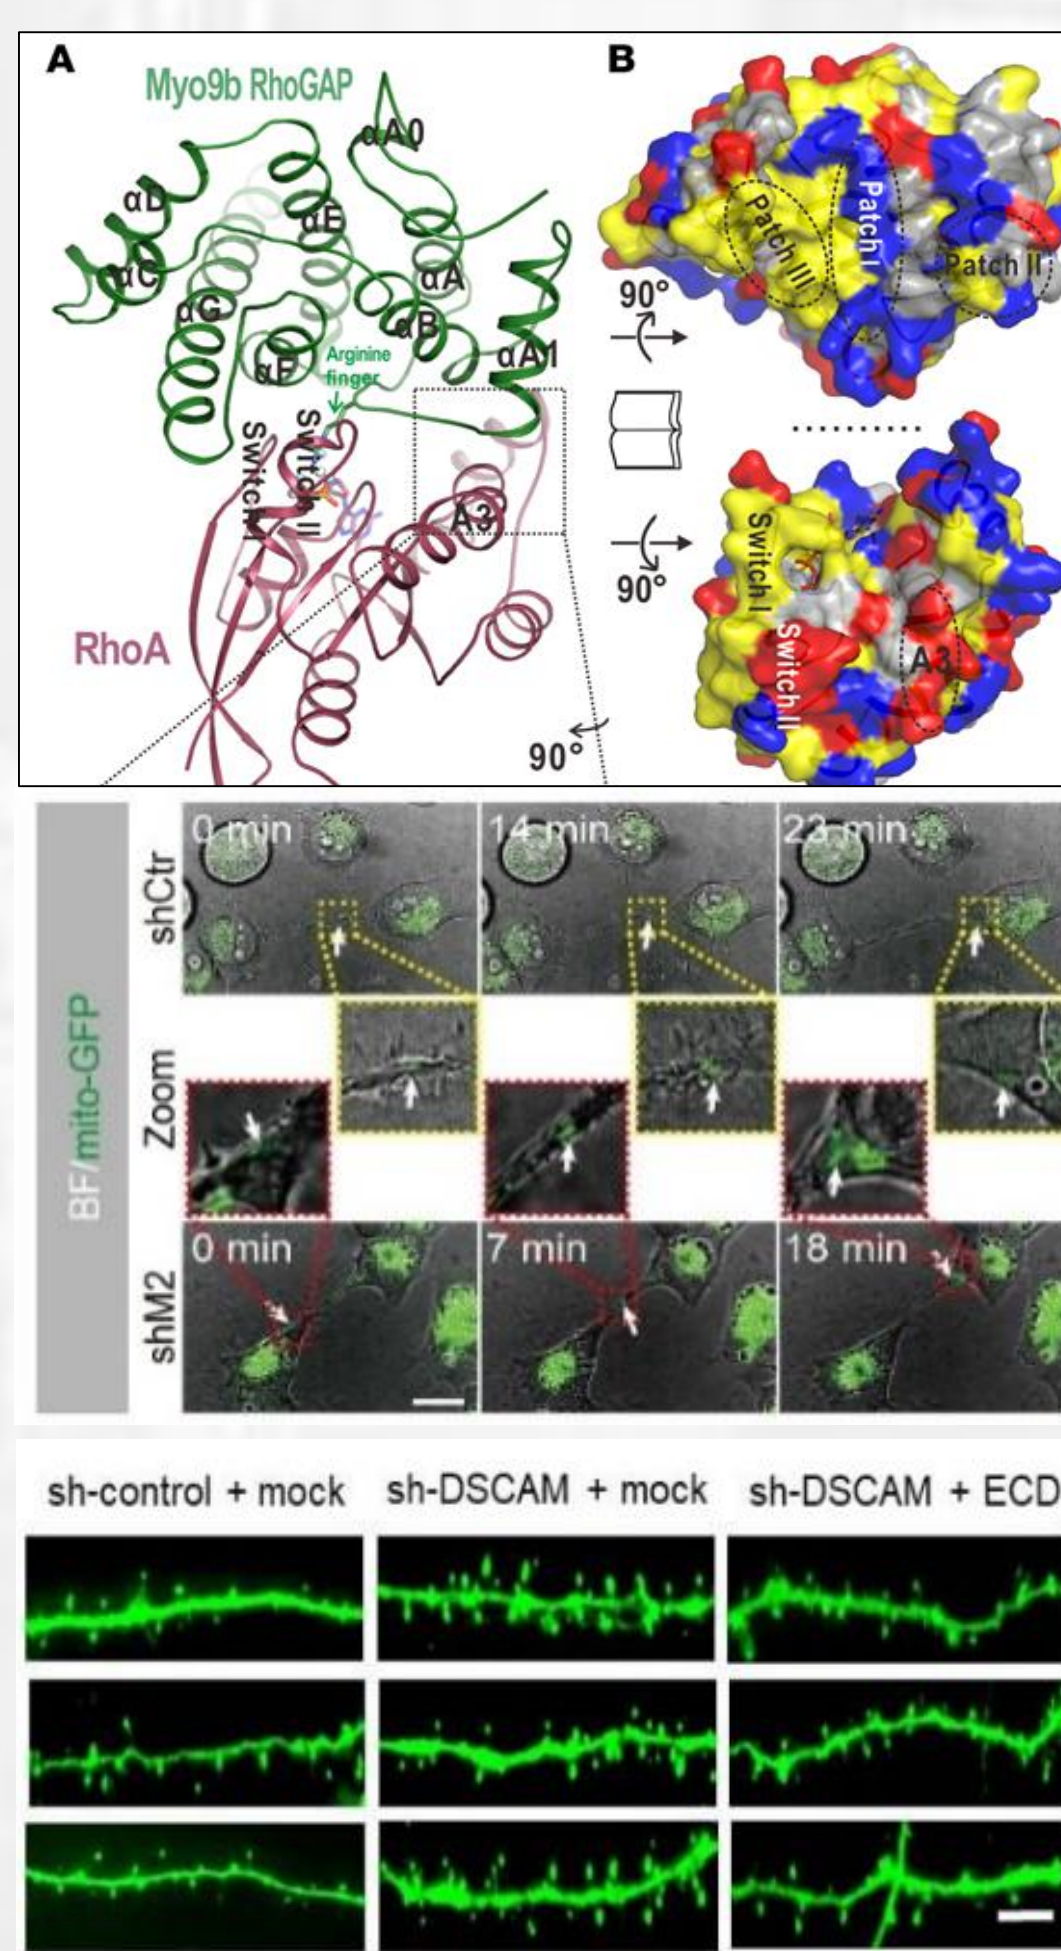 A
Myo9b RhoGAP
αA0
αD
αE
αC
αA
αG
αB
αF
Arginine
finger
αA1
Switch I
Switch II
A3
RhoA
90°
B
Patch III
Patch I
Patch II
90°
90°
Switch I
Switch II
A3
BF/mito-GFP
shCtr
0 min
14 min
23 min
Zoom
shM2
0 min
7 min
18 min
sh-control + mock
sh-DSCAM + mock
sh-DSCAM + ECD